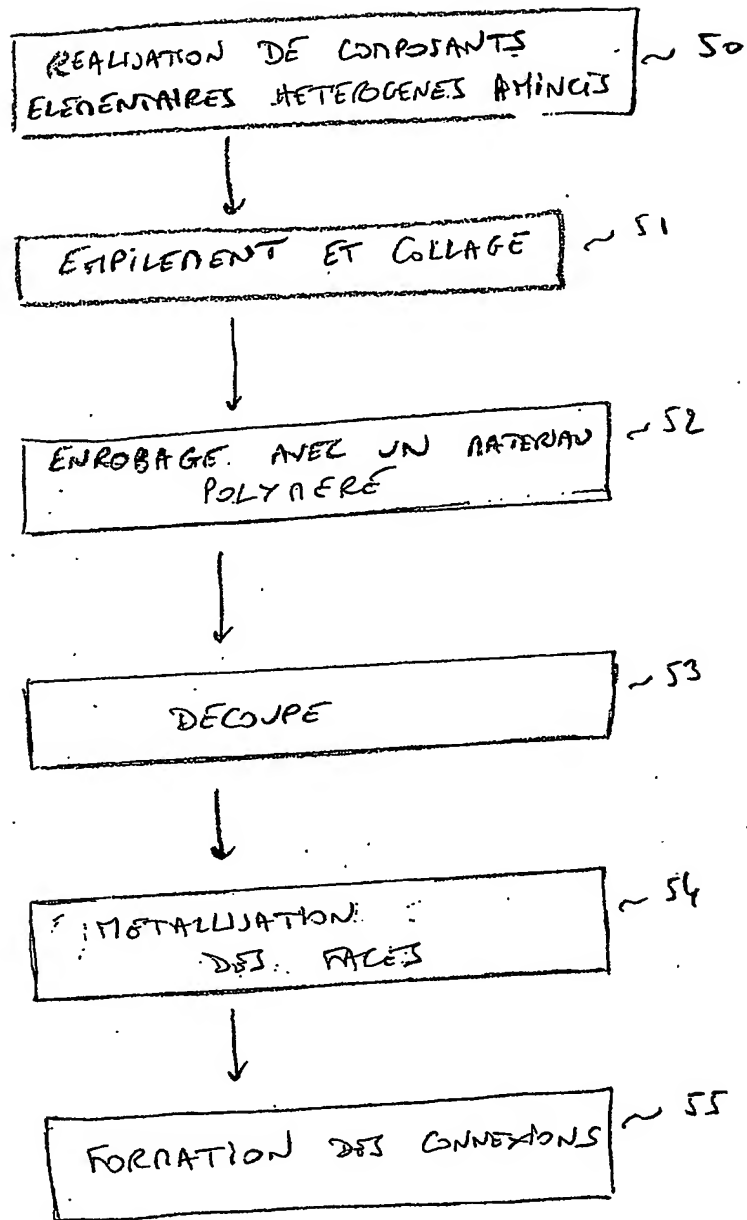 REALISATION DE COMPOSANTS ~ 50
ELEMENTAIRES HETEROGENES AMINCIS
EMPILEMENT ET COLLAGE ~ 51
ENROBAGE AVEC UN MATERIAU ~ 52
POLYMERE
DECOUPE ~ 53
METALLISATION ~ 54
DES FACES
FORMATION DES CONNEXIONS ~ 55